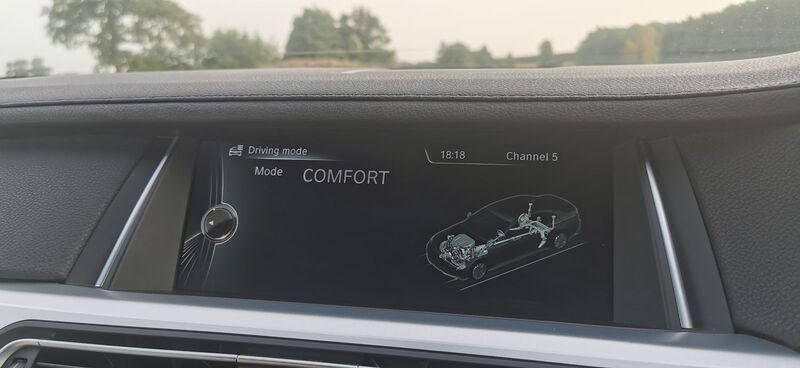 Driving mode
18:18 Channel 5
Mode COMFORT